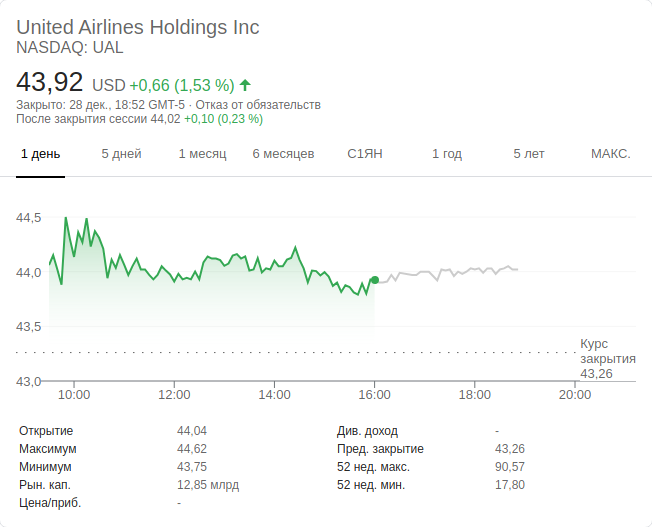 United Airlines Holdings Inc
NASDAQ: UAL
43,92 USD +0,66 (1,53 %)
Закрыто: 28 дек., 18:52 GMT-5 · Отказ от обязательств
После закрытия сессии 44,02 +0,10 (0,23 %)
1 день 5 дней 1 месяц 6 месяцев С1ЯН 1 год 5 лет МАКС.
44,5
44,0
43,5
Курс
закрытия
43,26
43,0
10:00 12:00 14:00 16:00 18:00 20:00
Открытие 44,04 Див. доход -
Максимум 44,62 Пред. закрытие 43,26
Минимум 43,75 52 нед. макс. 90,57
Рын. кап. 12,85 млрд 52 нед. мин. 17,80
Цена/приб. -